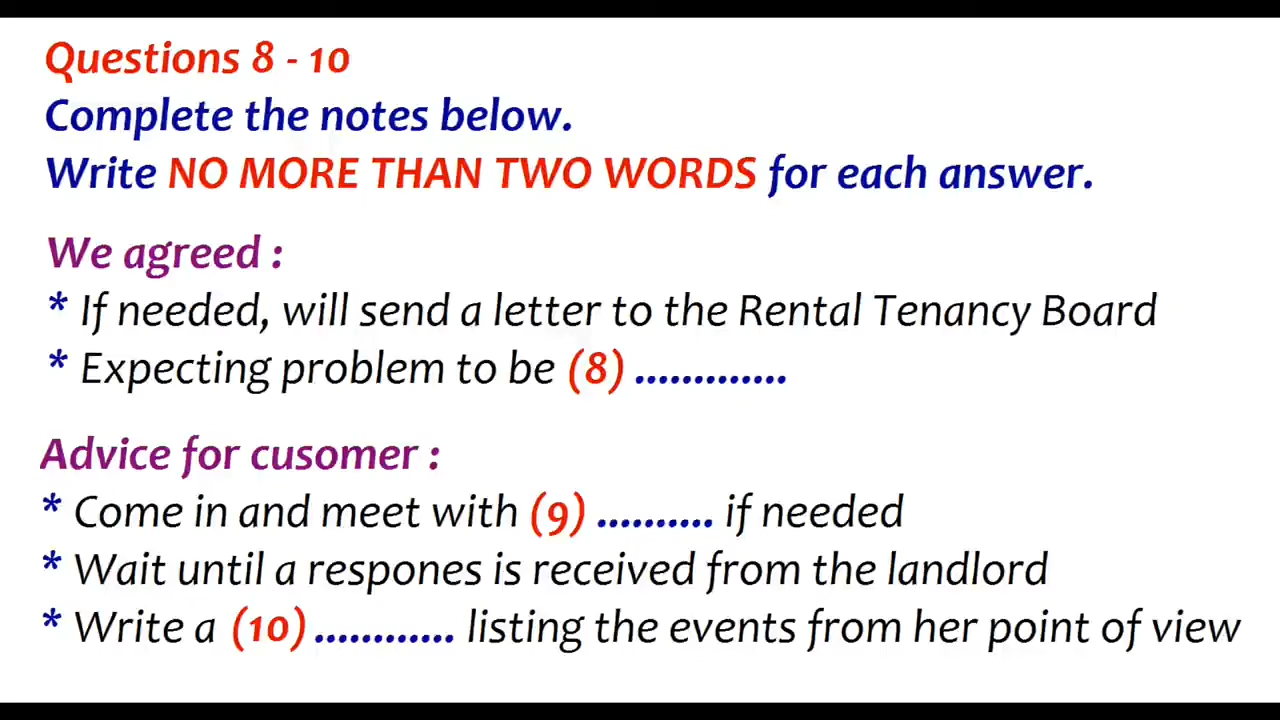 Questions 8 - 10
Complete the notes below.
Write NO MORE THAN TWO WORDS for each answer.
We agreed :
* If needed, will send a letter to the Rental Tenancy Board
* Expecting problem to be (8) .............
Advice for cusomer :
* Come in and meet with (9) .......... if needed
* Wait until a respones is received from the landlord
* Write a (10) ............ listing the events from her point of view